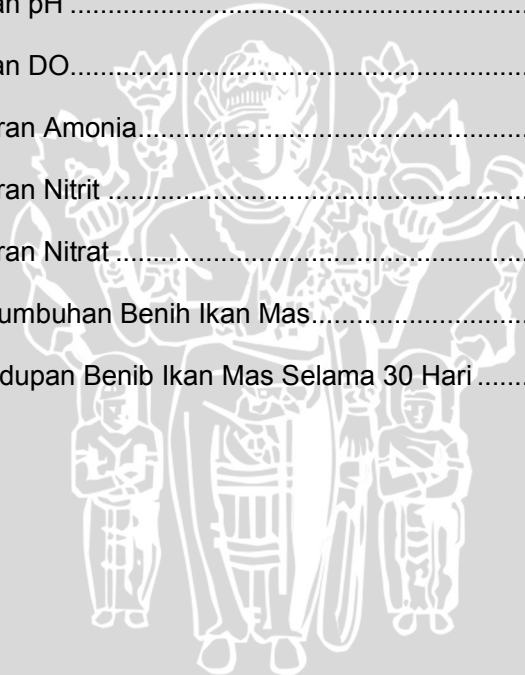 an pH ..........................................................
an DO..........................................................
ran Amonia..................................................
ran Nitrit .....................................................
ran Nitrat ....................................................
umbuhan Benih Ikan Mas......................
dupan Benib Ikan Mas Selama 30 Hari .......